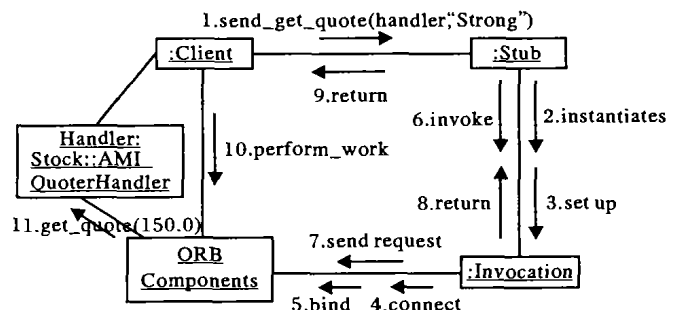 1.send_get_quote(handler,“Strong”)
:Client
:Stub
9.return
6.invoke
2.instantiates
Handler:
Stock::AMI_
QuoterHandler
10.perform_work
8.return
3.set up
11.get_quote(150.0)
7.send request
ORB
Components
:Invocation
5.bind
4.connect